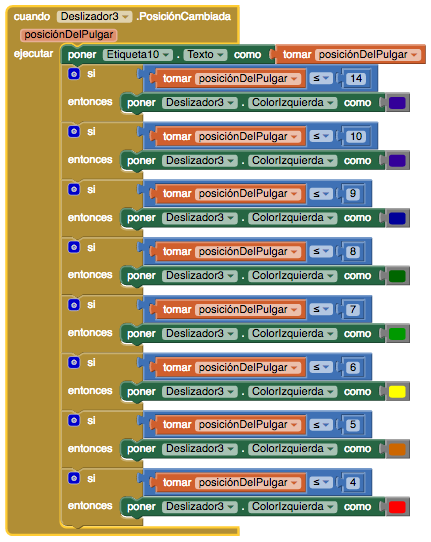 cuando Deslizador3 .PosiciónCambiada
posiciónDelPulgar
ejecutar poner Etiqueta10 . Texto como tomar posiciónDelPulgar
si tomar posiciónDelPulgar ≤ 14
entonces poner Deslizador3 . ColorIzquierda como
si tomar posiciónDelPulgar ≤ 10
entonces poner Deslizador3 . ColorIzquierda como
si tomar posiciónDelPulgar ≤ 9
entonces poner Deslizador3 . ColorIzquierda como
si tomar posiciónDelPulgar ≤ 8
entonces poner Deslizador3 . ColorIzquierda como
si tomar posiciónDelPulgar ≤ 7
entonces poner Deslizador3 . ColorIzquierda como
si tomar posiciónDelPulgar ≤ 6
entonces poner Deslizador3 . ColorIzquierda como
si tomar posiciónDelPulgar ≤ 5
entonces poner Deslizador3 . ColorIzquierda como
si tomar posiciónDelPulgar ≤ 4
entonces poner Deslizador3 . ColorIzquierda como